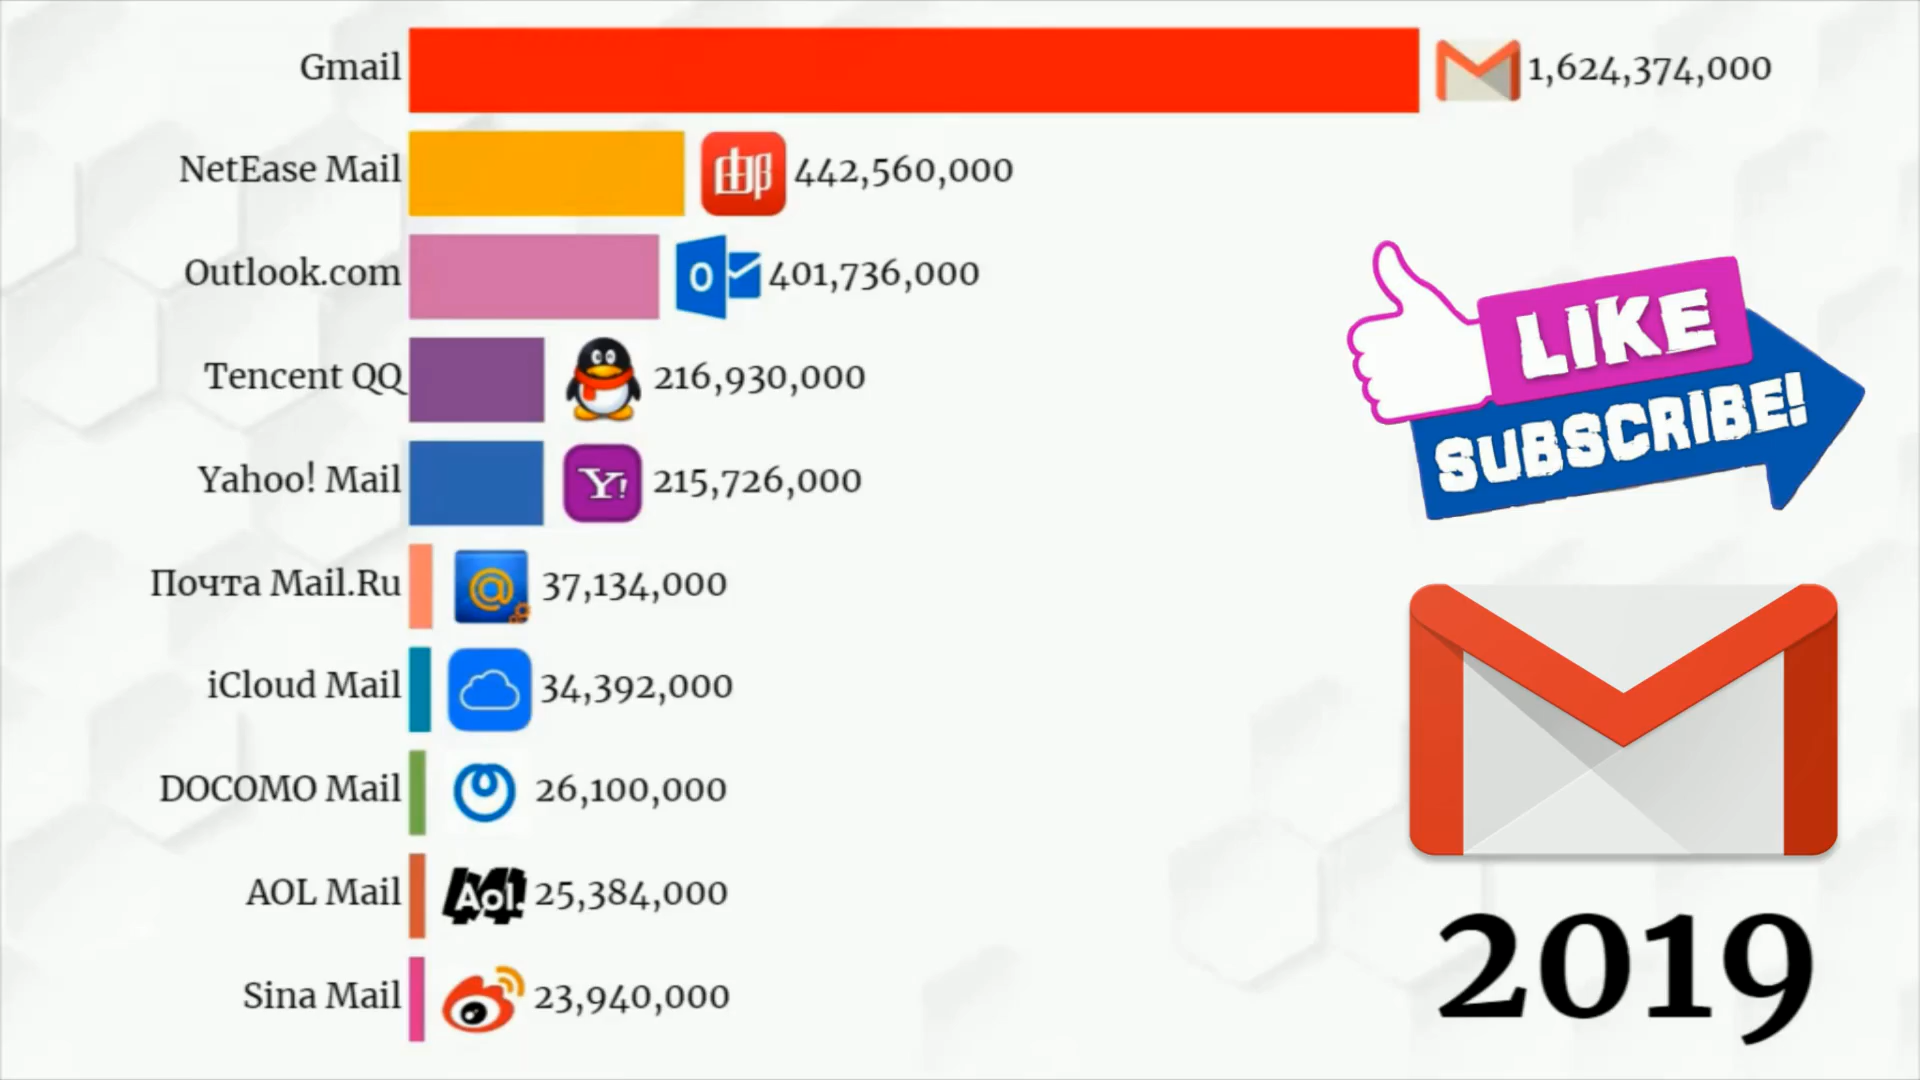 Gmail 1,624,374,000
NetEase Mail 邮 442,560,000
Outlook.com O 401,736,000
Tencent QQ 216,930,000
Yahoo! Mail Y! 215,726,000
Почта Mail.Ru @ 37,134,000
iCloud Mail 34,392,000
DOCOMO Mail 26,100,000
AOL Mail Aol. 25,384,000
Sina Mail 23,940,000
LIKE
SUBSCRIBE!
2019